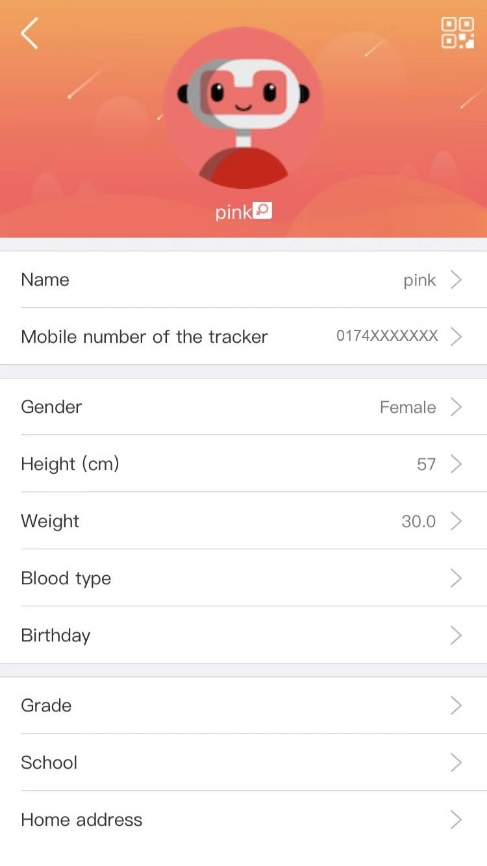 pink
Name pink
Mobile number of the tracker 0174XXXXXXX
Gender Female
Height (cm) 57
Weight 30.0
Blood type
Birthday
Grade
School
Home address